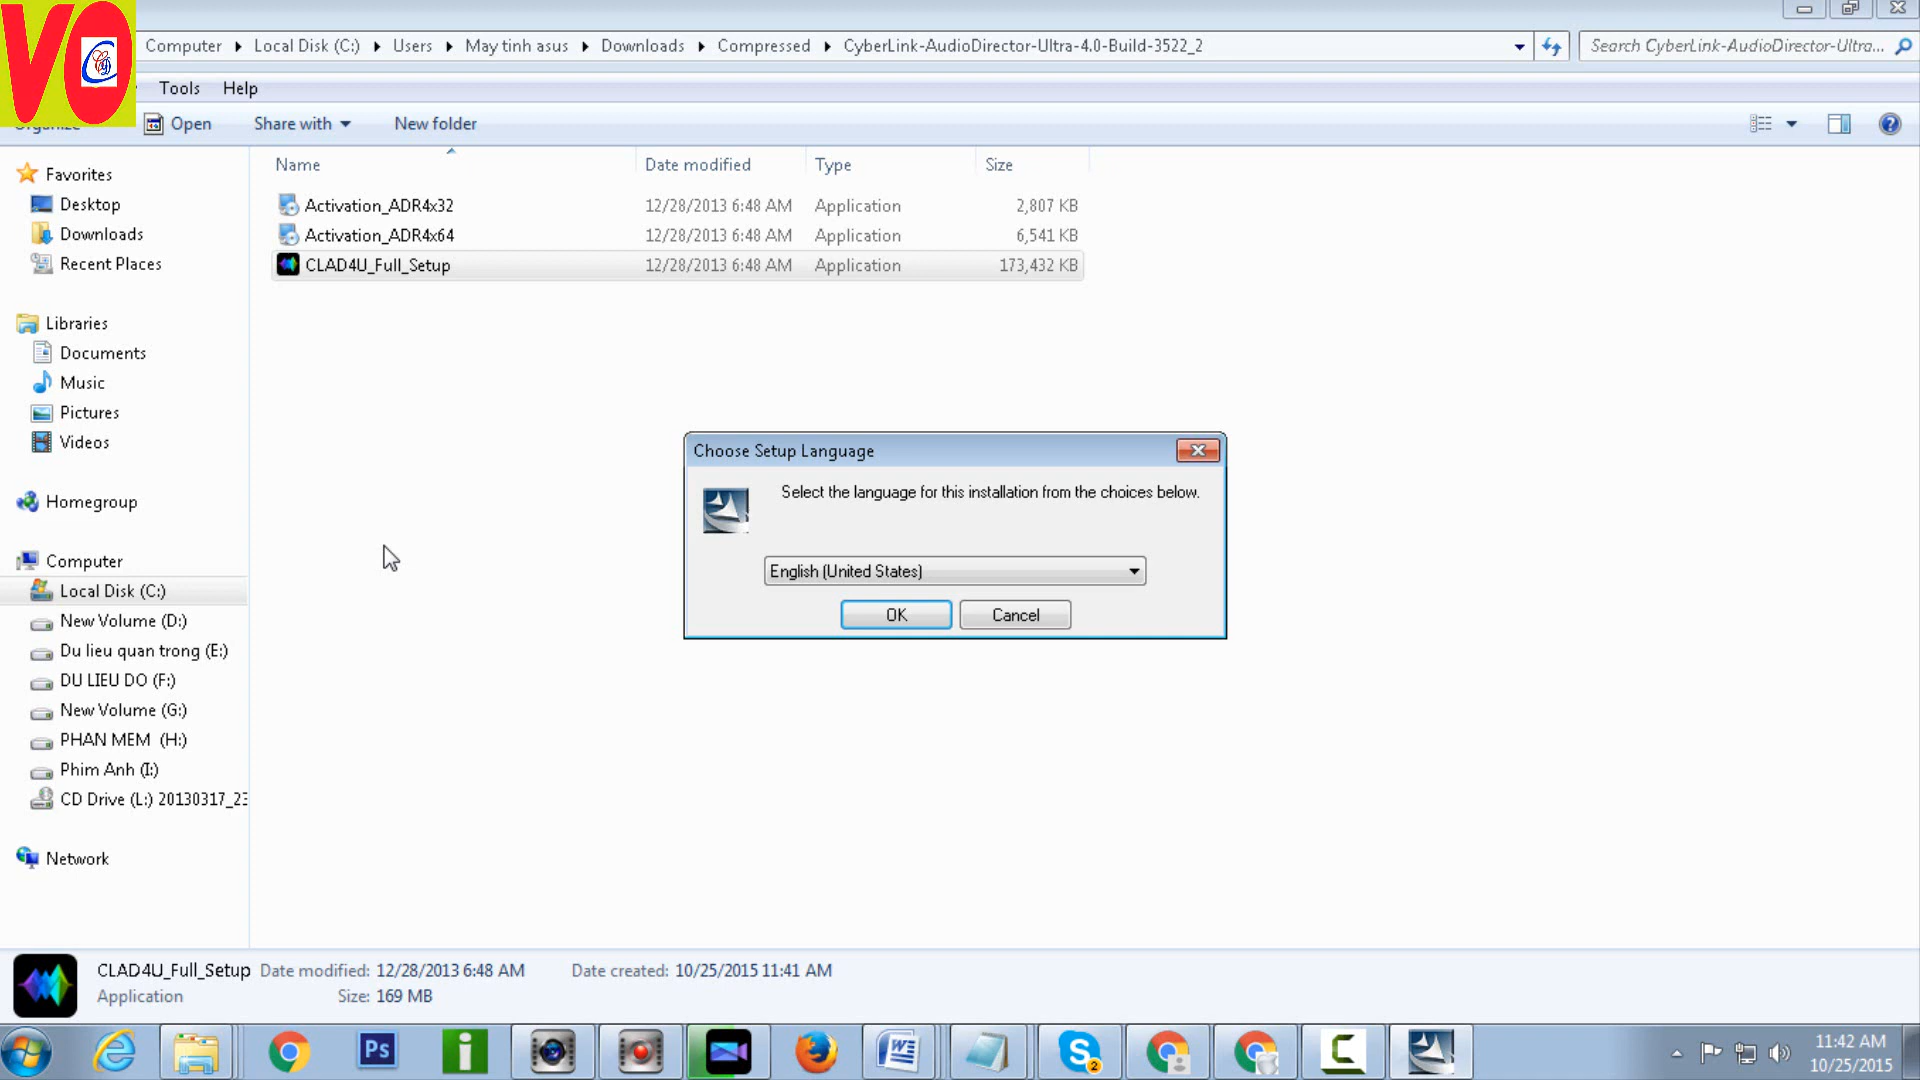 VO
Computer ▸ Local Disk (C:) ▸ Users ▸ May tinh asus ▸ Downloads ▸ Compressed ▸ CyberLink-AudioDirector-Ultra-4.0-Build-3522_2
Search CyberLink-AudioDirector-Ultra...
Tools Help
Organize Open Share with New folder
Name Date modified Type Size
Activation_ADR4x32 12/28/2013 6:48 AM Application 2,807 KB
Activation_ADR4x64 12/28/2013 6:48 AM Application 6,541 KB
CLAD4U_Full_Setup 12/28/2013 6:48 AM Application 173,432 KB
Favorites
Desktop
Downloads
Recent Places
Libraries
Documents
Music
Pictures
Videos
Homegroup
Computer
Local Disk (C:)
New Volume (D:)
Du lieu quan trong (E:)
DU LIEU DO (F:)
New Volume (G:)
PHAN MEM (H:)
Phim Anh (I:)
CD Drive (L:) 20130317_23
Network
Choose Setup Language
Select the language for this installation from the choices below.
English (United States)
OK Cancel
CLAD4U_Full_Setup Date modified: 12/28/2013 6:48 AM Date created: 10/25/2015 11:41 AM
Application Size: 169 MB
Ps
2
11:42 AM
10/25/2015